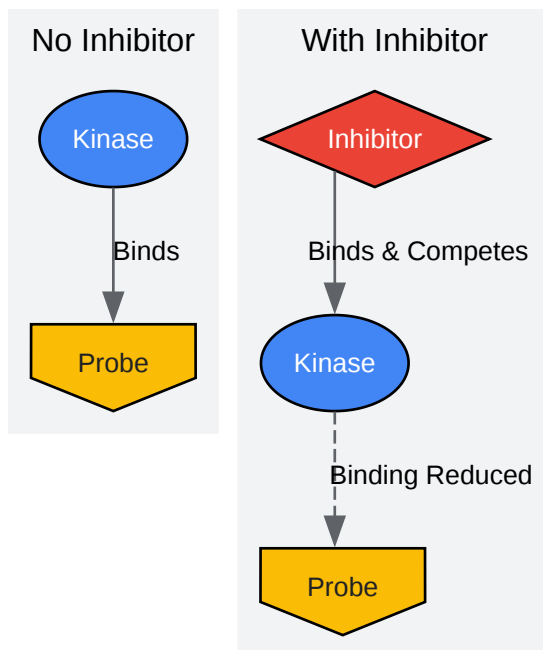 No Inhibitor
Kinase
Binds
Probe
With Inhibitor
Inhibitor
Binds & Competes
Kinase
Binding Reduced
Probe